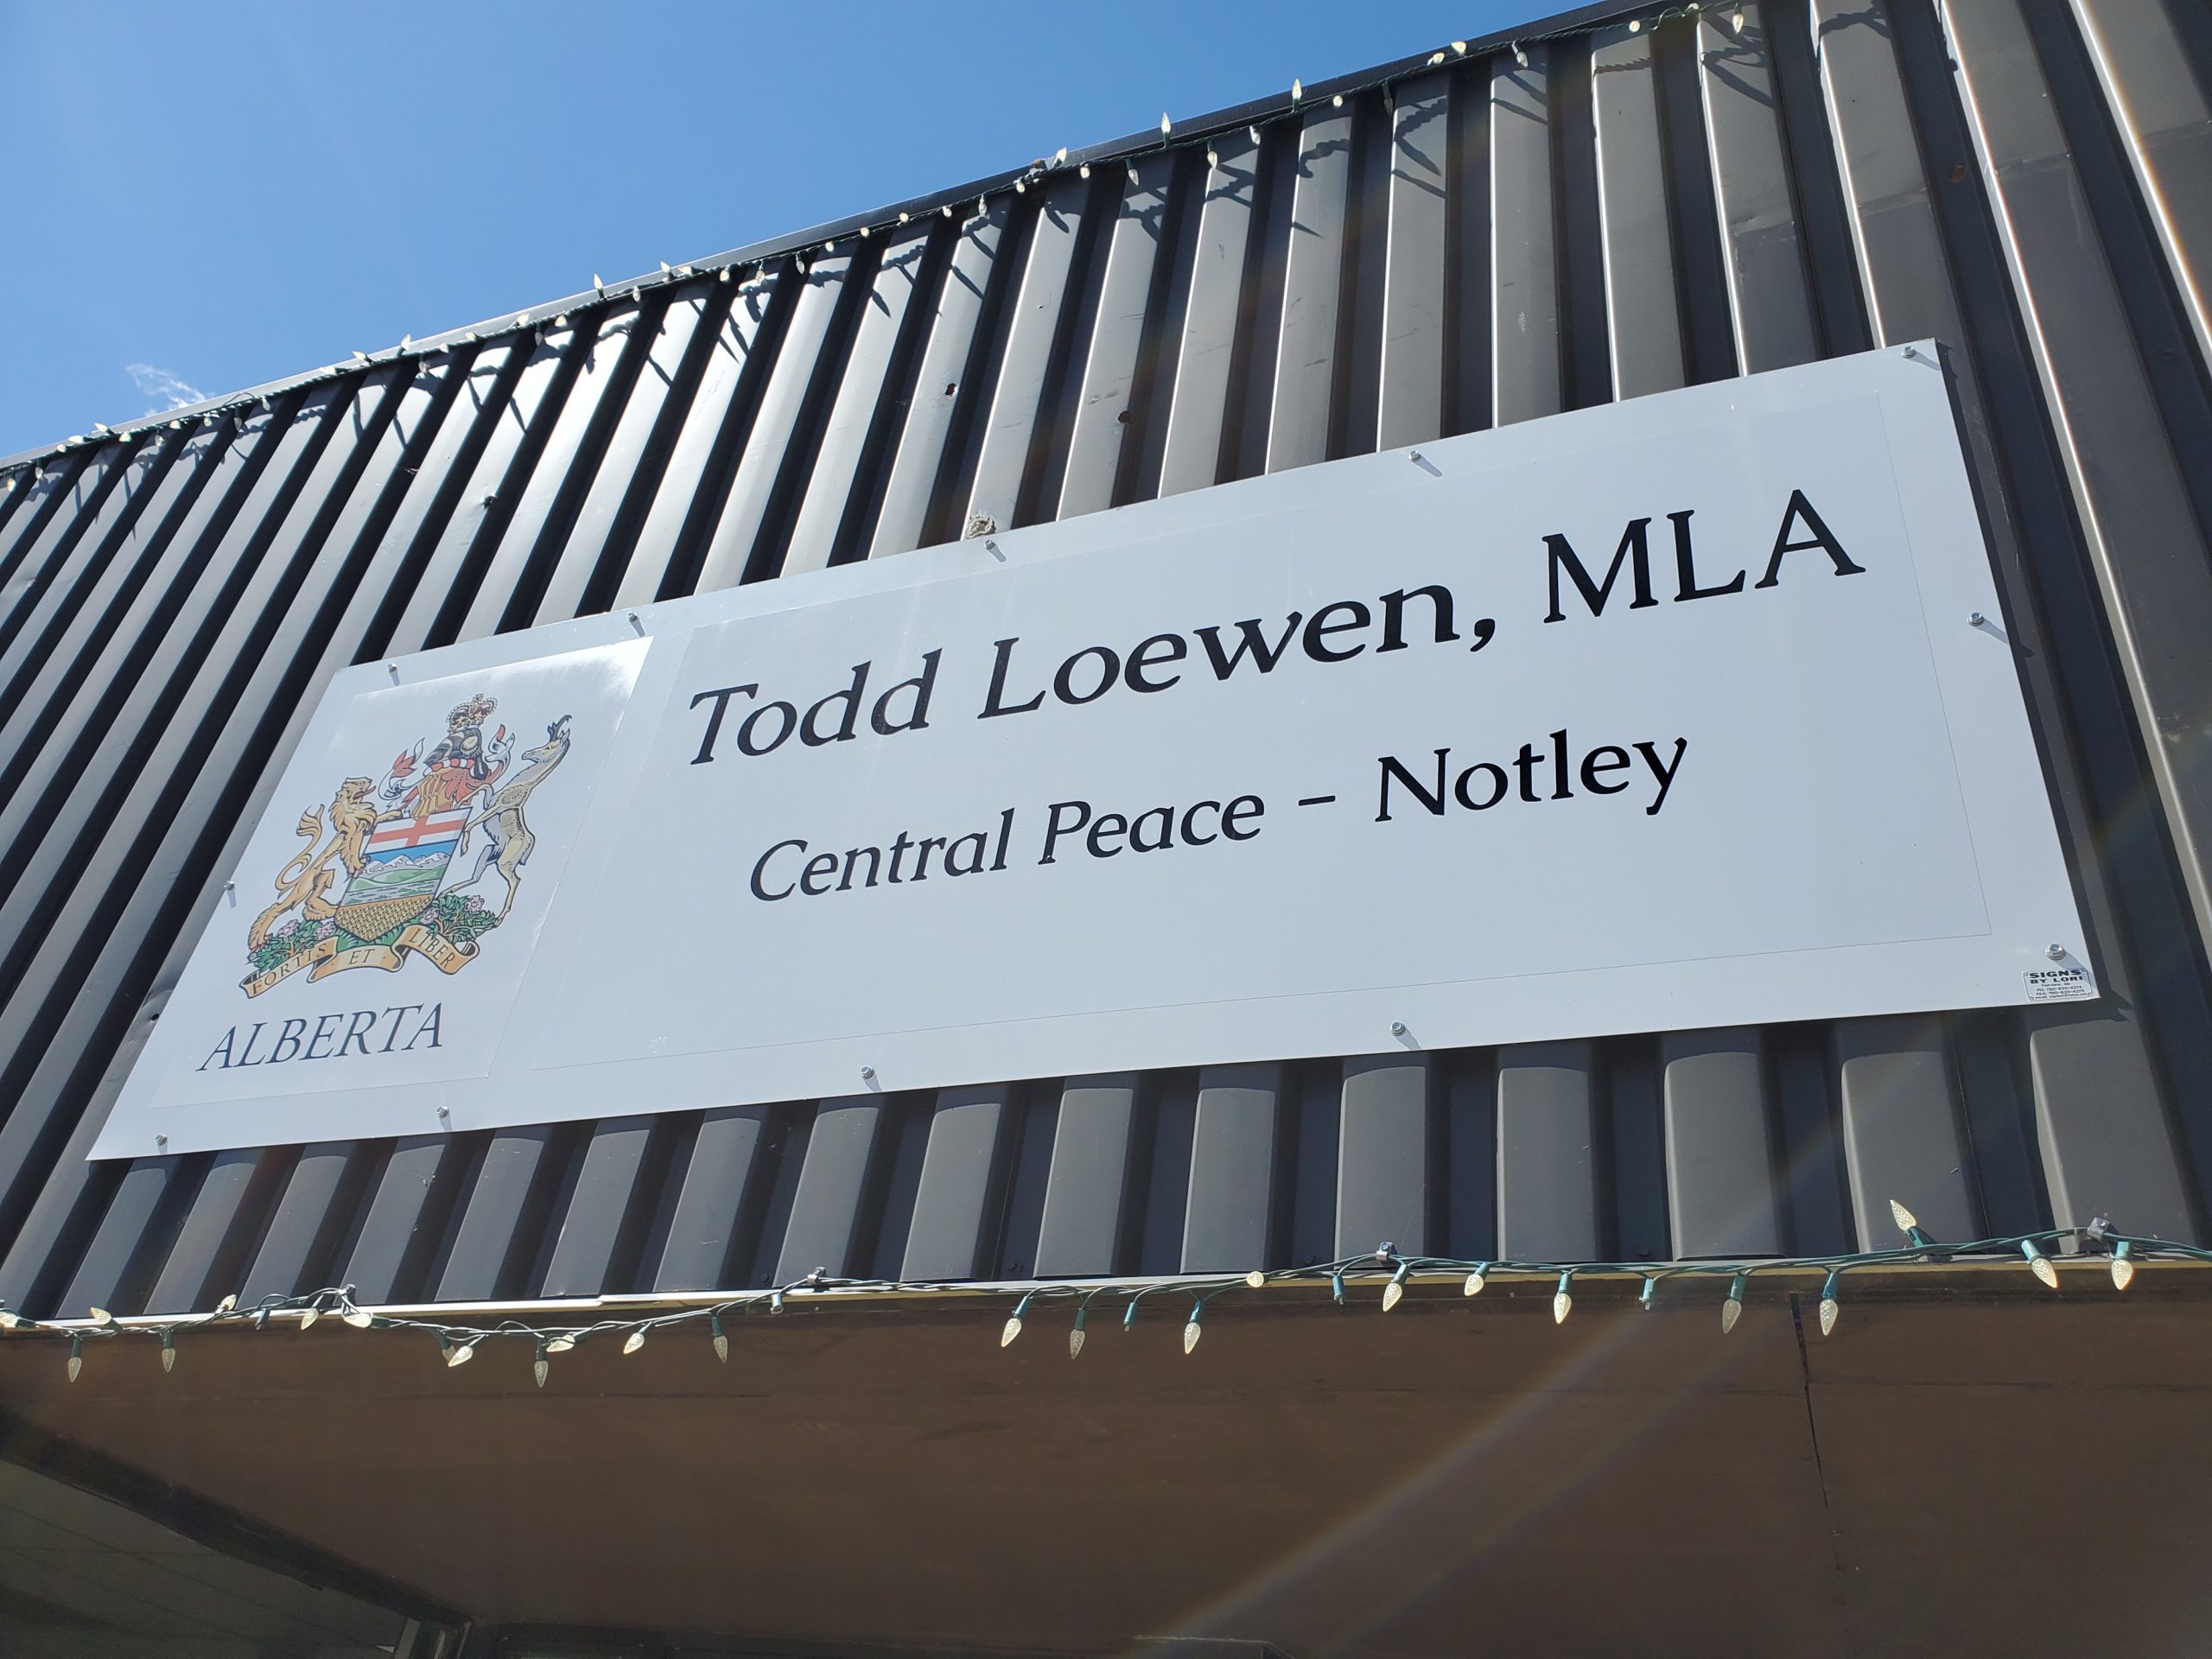 Todd Loewen, MLA
Central Peace – Notley
FORTIS ET LIBER
ALBERTA
SIGNS
BY LORI